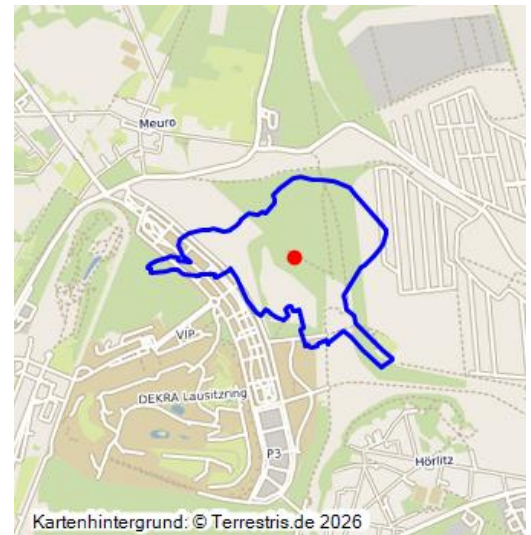 Meuro
VIP
DEKRA Lausitzring
P3
Hörlitz
Kartenhintergrund: © Terrestris.de 2026